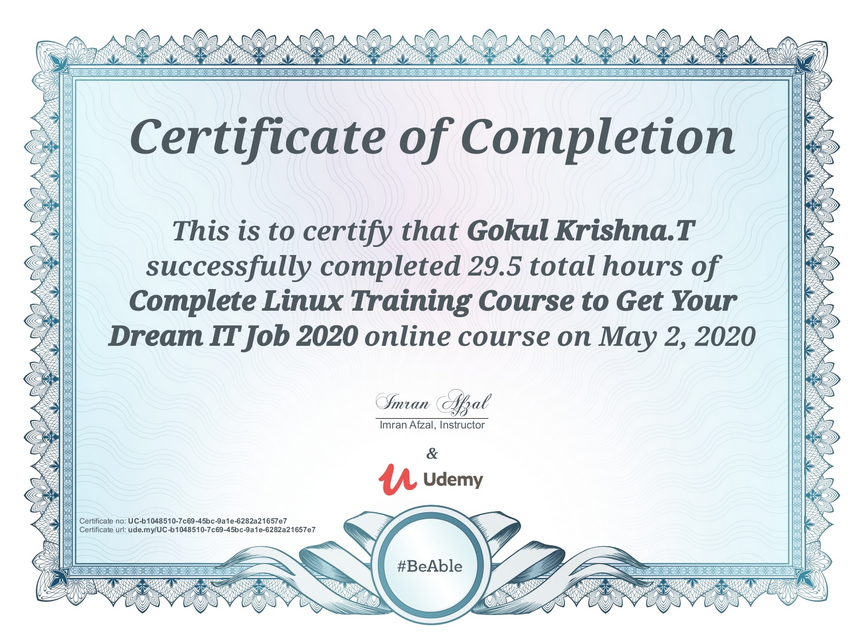 Certificate of Completion
This is to certify that Gokul Krishna.T
successfully completed 29.5 total hours of
Complete Linux Training Course to Get Your
Dream IT Job 2020 online course on May 2, 2020
Imran Afzal
Imran Afzal, Instructor
&
Udemy
Certificate no: UC-b1048510-7c69-45bc-9a1e-6282a21657e7
Certificate url: ude.my/UC-b1048510-7c69-45bc-9a1e-6282a21657e7
#BeAble